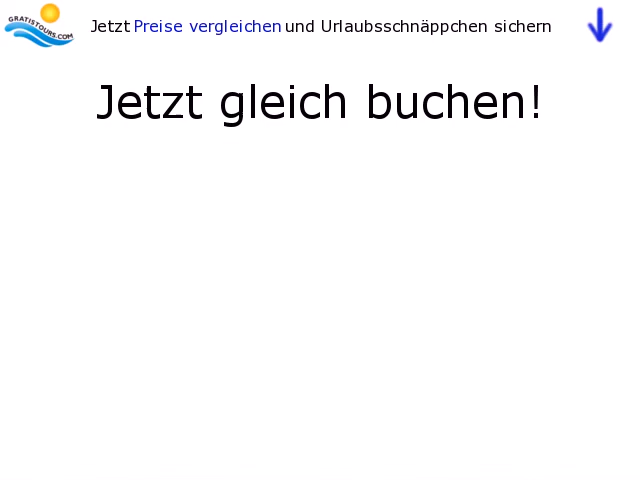 GRATISTOURS.COM
Jetzt Preise vergleichen und Urlaubsschnäppchen sichern
Jetzt gleich buchen!